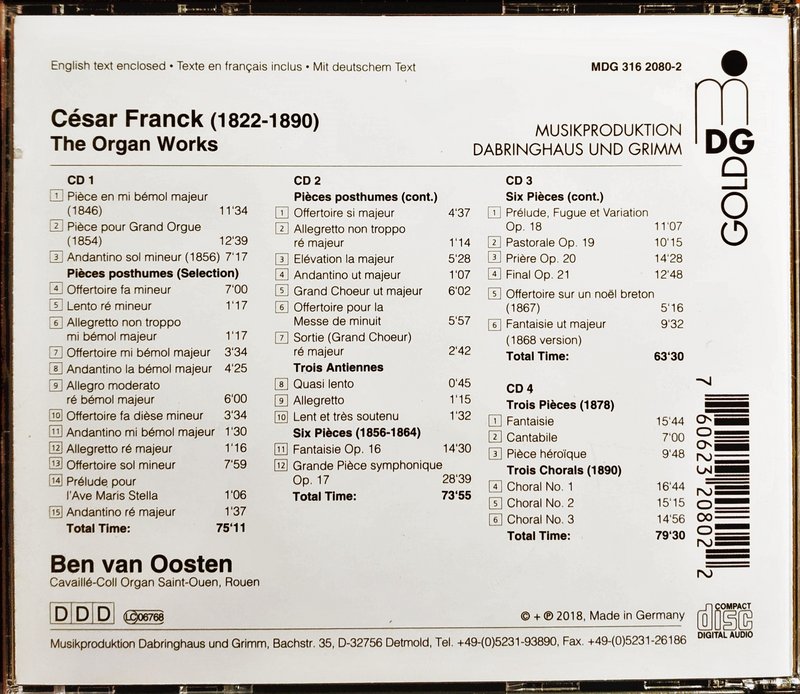 English text enclosed • Texte en français inclus • Mit deutschem Text
MDG 316 2080-2
César Franck (1822-1890)
The Organ Works
MUSIKPRODUKTION
DABRINGHAUS UND GRIMM
DG
GOLD
CD 1
1 Pièce en mi bémol majeur
(1846) 11'34
2 Pièce pour Grand Orgue
(1854) 12'39
3 Andantino sol mineur (1856) 7'17
Pièces posthumes (Selection)
4 Offertoire fa mineur 7'00
5 Lento ré mineur 1'17
6 Allegretto non troppo
mi bémol majeur 1'17
7 Offertoire mi bémol majeur 3'34
8 Andantino la bémol majeur 4'25
9 Allegro moderato
ré bémol majeur 6'00
10 Offertoire fa dièse mineur 3'34
11 Andantino mi bémol majeur 1'30
12 Allegretto ré majeur 1'16
13 Offertoire sol mineur 7'59
14 Prélude pour
l'Ave Maris Stella 1'06
15 Andantino ré majeur 1'37
Total Time: 75'11
CD 2
Pièces posthumes (cont.)
1 Offertoire si majeur 4'37
2 Allegretto non troppo
ré majeur 1'14
3 Elévation la majeur 5'28
4 Andantino ut majeur 1'07
5 Grand Choeur ut majeur 6'02
6 Offertoire pour la
Messe de minuit 5'57
7 Sortie (Grand Choeur)
ré majeur 2'42
Trois Antiennes
8 Quasi lento 0'45
9 Allegretto 1'15
10 Lent et très soutenu 1'32
Six Pièces (1856-1864)
11 Fantaisie Op. 16 14'30
12 Grande Pièce symphonique
Op. 17 28'39
Total Time: 73'55
CD 3
Six Pièces (cont.)
1 Prélude, Fugue et Variation
Op. 18 11'07
2 Pastorale Op. 19 10'15
3 Prière Op. 20 14'28
4 Final Op. 21 12'48
5 Offertoire sur un noël breton
(1867) 5'16
6 Fantaisie ut majeur 9'32
(1868 version)
Total Time: 63'30
CD 4
Trois Pièces (1878)
1 Fantaisie 15'44
2 Cantabile 7'00
3 Pièce héroïque 9'48
Trois Chorals (1890)
4 Choral No. 1 16'44
5 Choral No. 2 15'15
6 Choral No. 3 14'56
Total Time: 79'30
7 60623 20802 2
Ben van Oosten
Cavaillé-Coll Organ Saint-Ouen, Rouen
DDD
LC 06768
© + ℗ 2018, Made in Germany
COMPACT
disc
DIGITAL AUDIO
Musikproduktion Dabringhaus und Grimm, Bachstr. 35, D-32756 Detmold, Tel. +49-(0)5231-93890, Fax. +49-(0)5231-26186